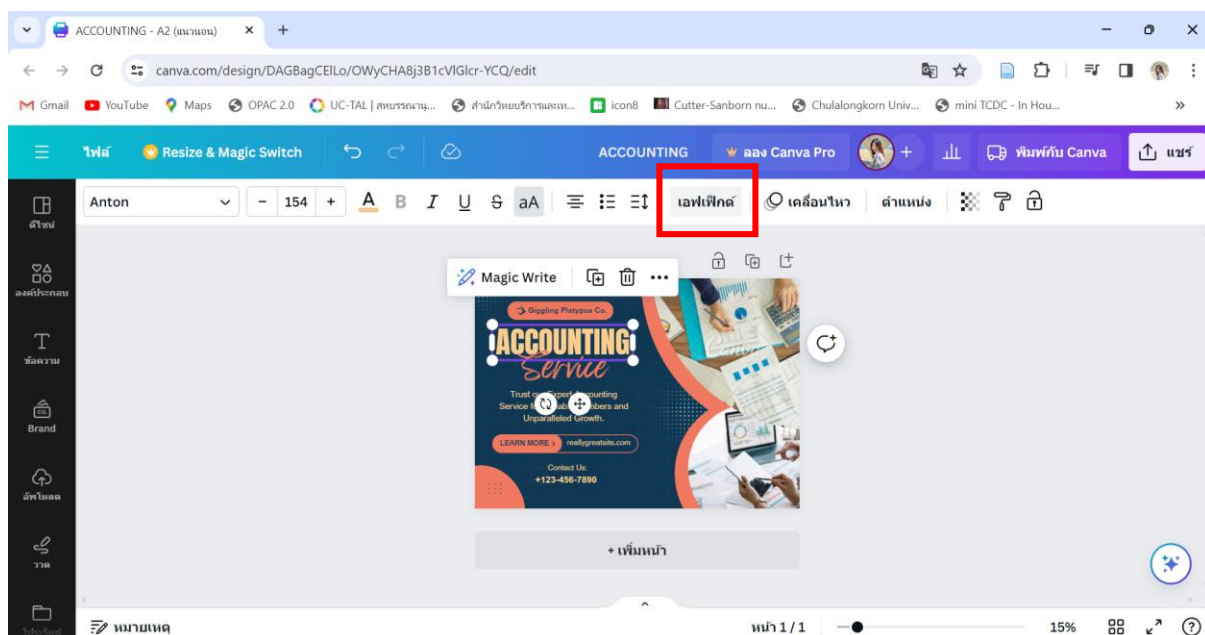 ACCOUNTING - A2 (แนวนอน)
canva.com/design/DAGBagCElLo/OWyCHA8j3B1cVlGlcr-YCQ/edit
Gmail YouTube Maps OPAC 2.0 UC-TAL | สหบรรณานุ... สำนักวิทยบริการและเท... icon8 Cutter-Sanborn nu... Chulalongkorn Univ... mini TCDC - In Hou... »
ไฟล์ Resize & Magic Switch ACCOUNTING ลอง Canva Pro + พิมพ์กับ Canva แชร์
Anton – 154 + A B I U S aA เอฟเฟ็กต์ เคลื่อนไหว ตำแหน่ง
ดีไซน์
องค์ประกอบ
ข้อความ
CO.
Brand
อัพโหลด
วาด
Magic Write
Giggling Platypus Co.
ACCOUNTING
Service
Trust our Expert Accounting
Service and
Unparalleled Growth.
LEARN MORE > reallygreatsite.com
Contact Us:
+123-456-7890
+ เพิ่มหน้า
หมายเหตุ หน้า 1 / 1 15%